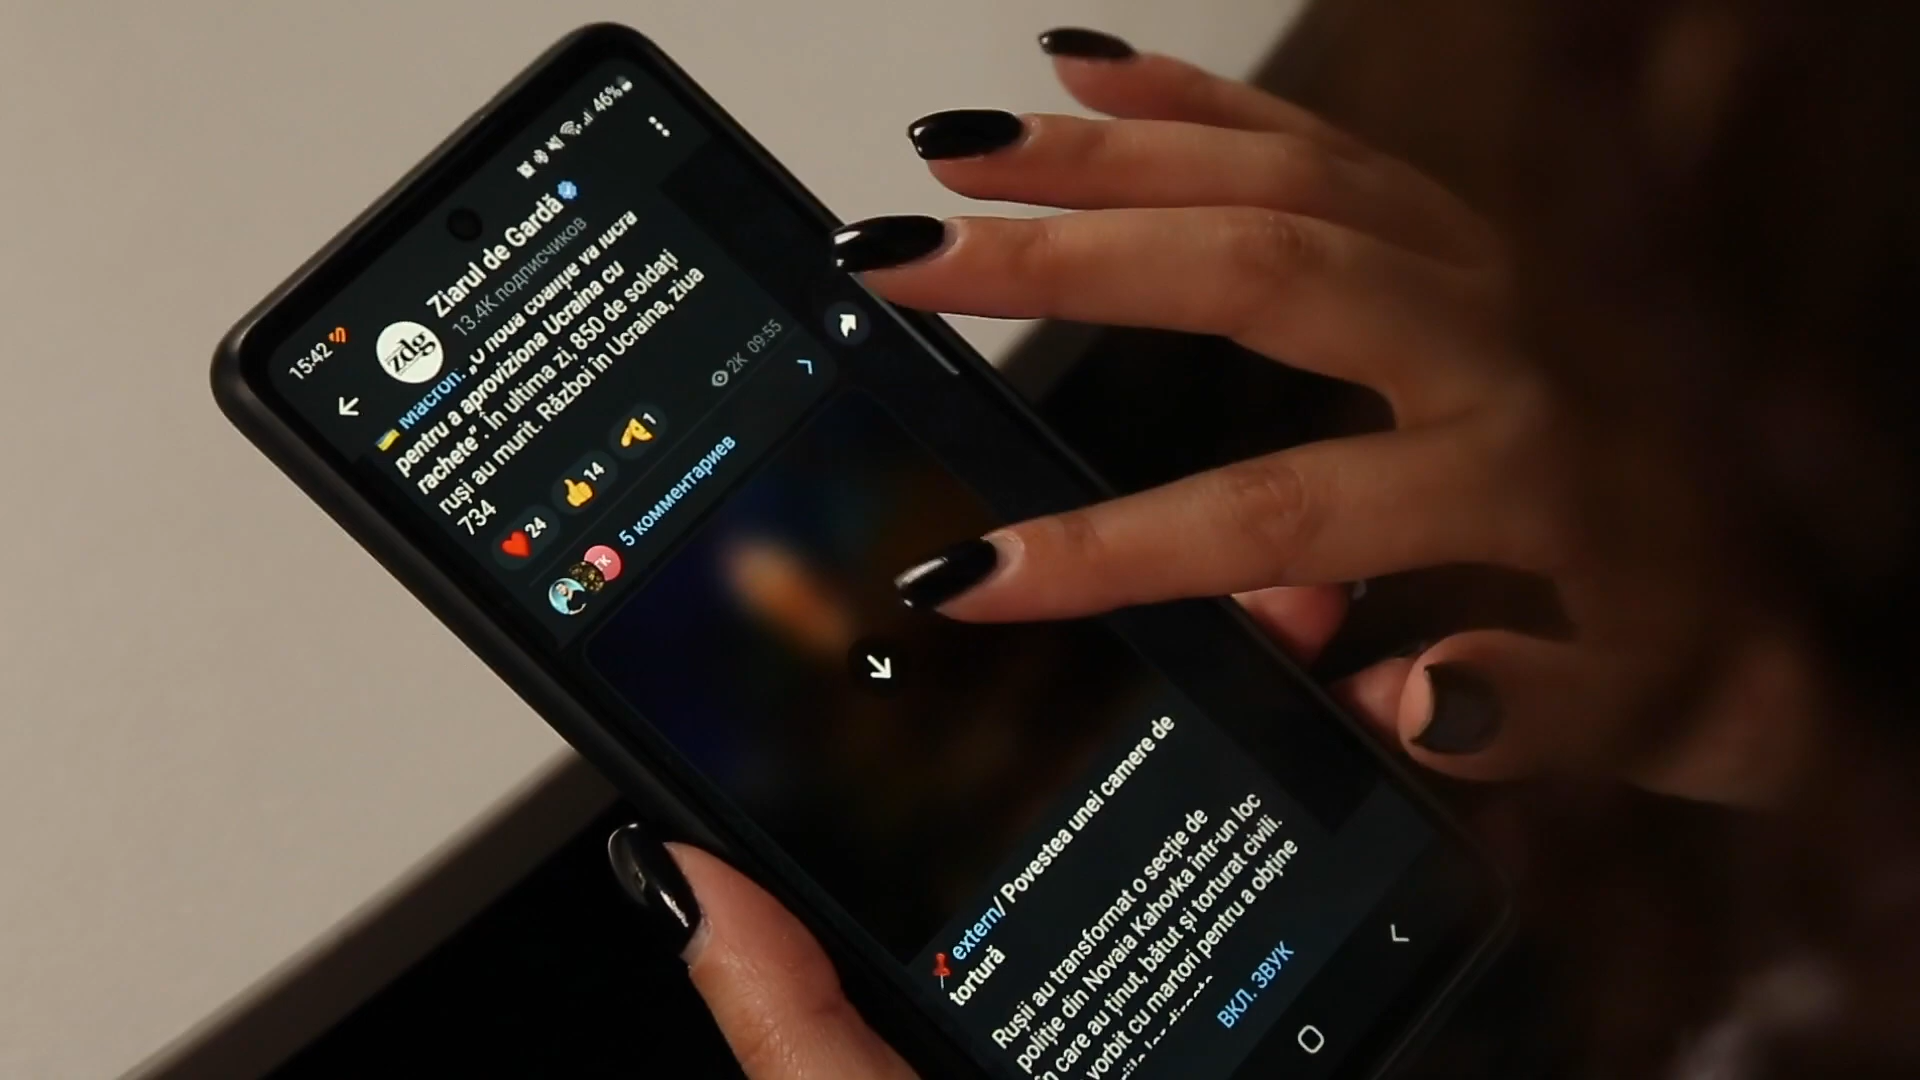 15:42
46%
zdg
Ziarul de Gardă
13.4K подписчиков
Macron: „O nouă coaliție va lucra
pentru a aproviziona Ucraina cu
rachete”. În ultima zi, 850 de soldați
ruși au murit. Război în Ucraina, ziua
734
2K 09:55
24
14
1
5 комментариев
extern/ Povestea unei camere de
tortură
Rușii au transformat o secție de
poliție din Novaia Kahovka într-un loc
în care au ținut, bătut și torturat civili.
vorbit cu martori pentru a obține
ВКЛ. ЗВУК